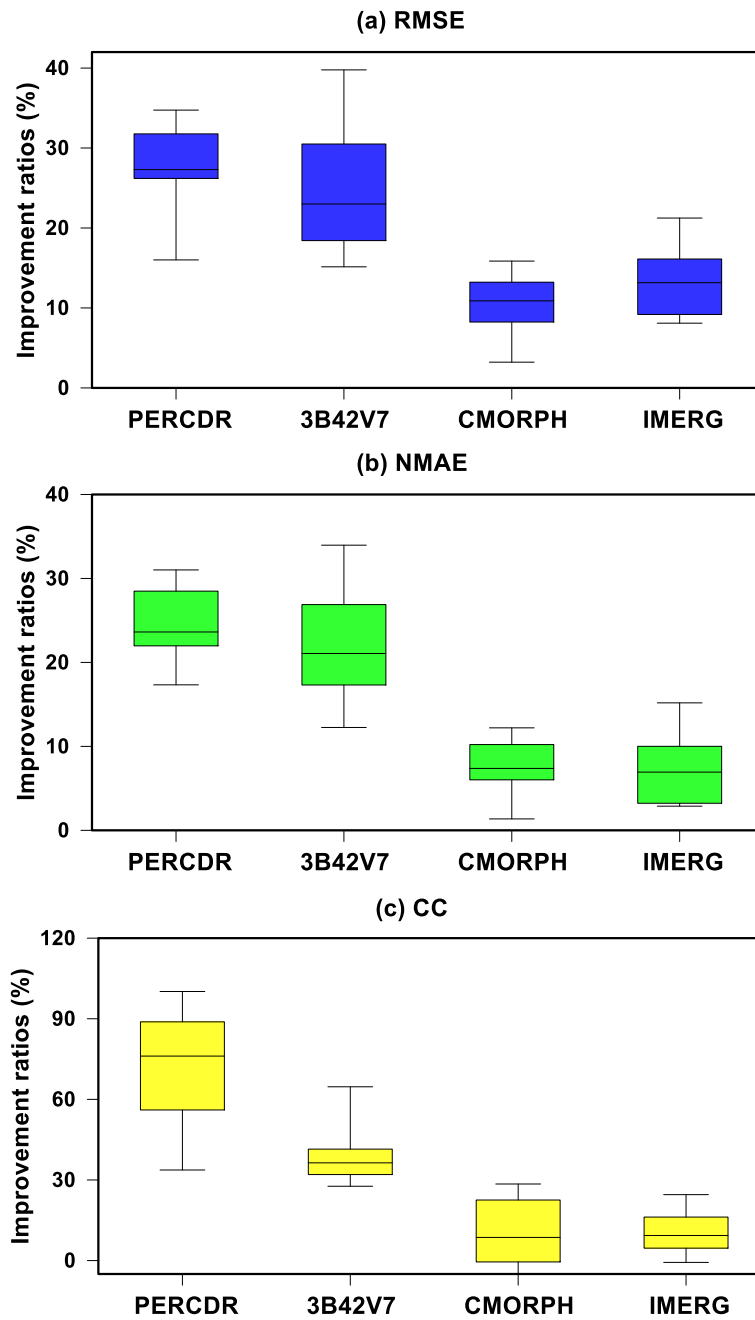 (a) RMSE
Improvement ratios (%)
40
30
20
10
0
PERCDR 3B42V7 CMORPH IMERG
(b) NMAE
Improvement ratios (%)
40
30
20
10
0
PERCDR 3B42V7 CMORPH IMERG
(c) CC
Improvement ratios (%)
120
90
60
30
0
PERCDR 3B42V7 CMORPH IMERG